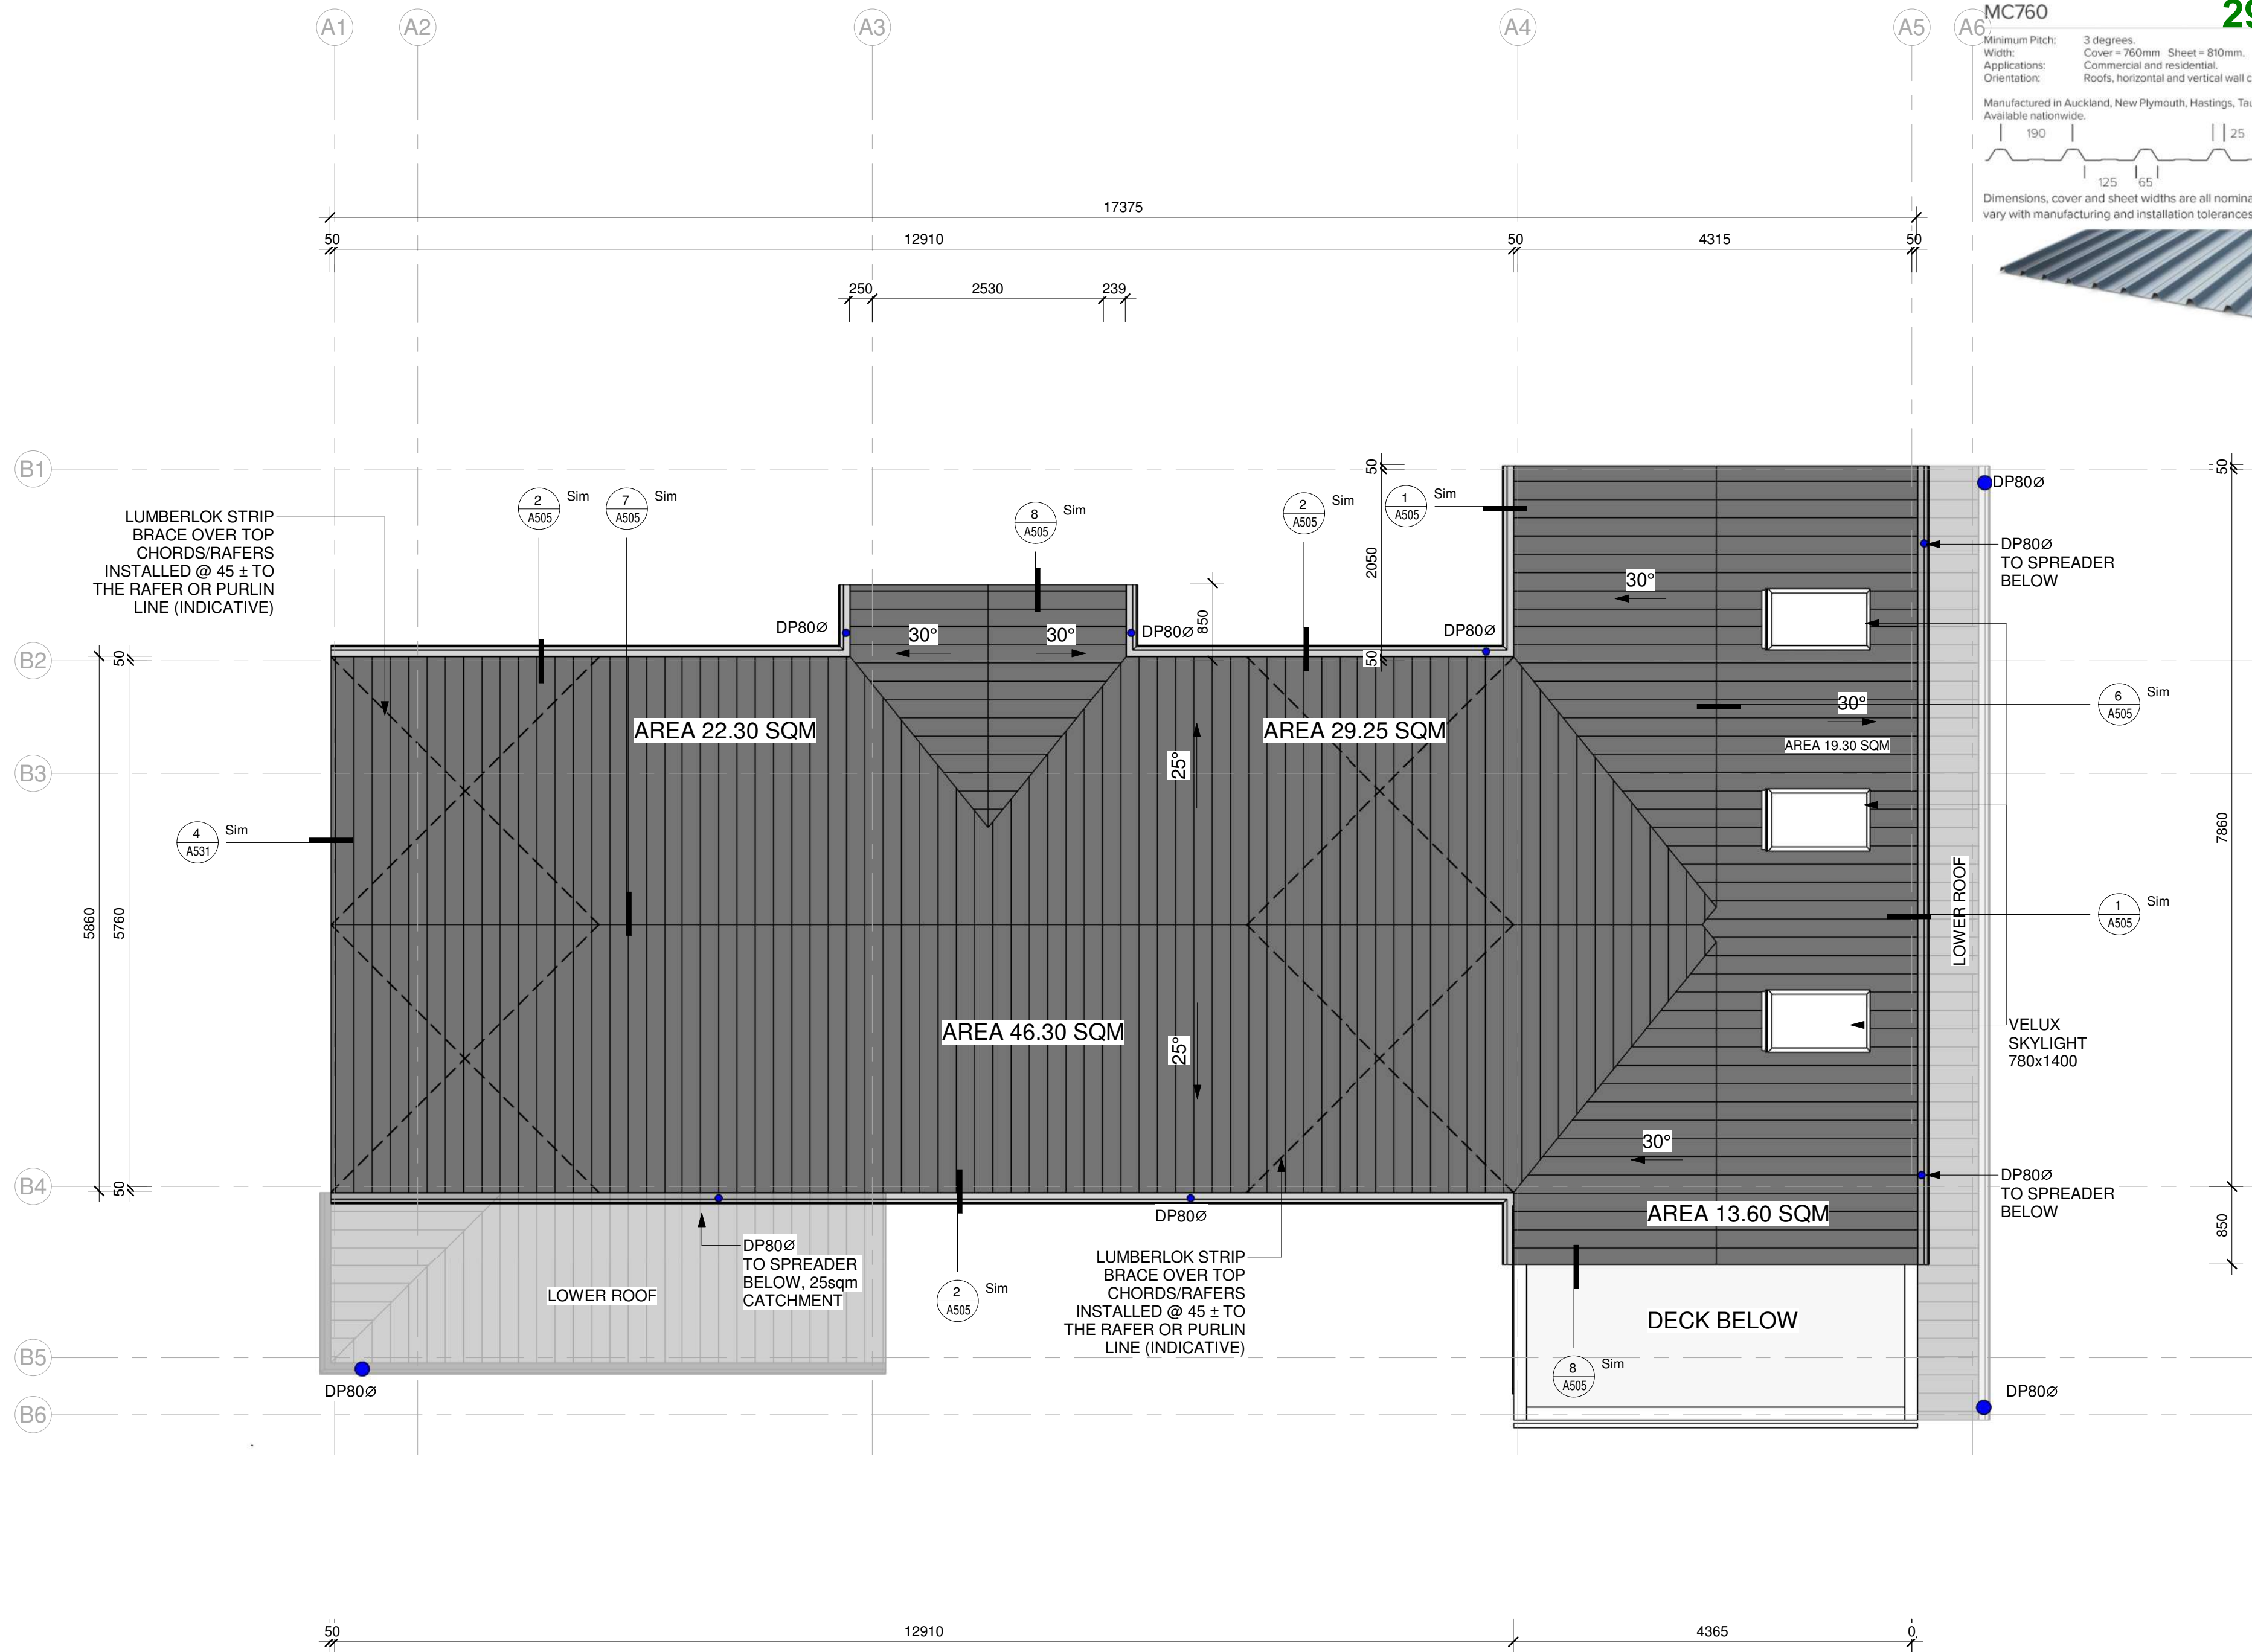 A1
A2
A3
A4
A5
A6
MC760
29
Minimum Pitch: 3 degrees.
Width: Cover = 760mm Sheet = 810mm.
Applications: Commercial and residential.
Orientation: Roofs, horizontal and vertical wall
Manufactured in Auckland, New Plymouth, Hastings,
Available nationwide.
190
25
125
65
Dimensions, cover and sheet widths are all
vary with manufacturing and installation tolerances
17375
50
12910
50
4315
50
250
2530
239
B1
B2
B3
B4
B5
B6
LUMBERLOK STRIP
BRACE OVER TOP
CHORDS/RAFERS
INSTALLED @ 45 ± TO
THE RAFER OR PURLIN
LINE (INDICATIVE)
2
A505
Sim
7
A505
Sim
8
A505
Sim
2
A505
Sim
1
A505
Sim
50
2050
50
850
50
DP80Ø
DP80Ø
TO SPREADER
BELOW
DP80Ø
30°
30°
DP80Ø
DP80Ø
30°
50
AREA 22.30 SQM
AREA 29.25 SQM
30°
AREA 19.30 SQM
6
A505
Sim
25°
4
A531
Sim
5860
5760
7860
LOWER ROOF
1
A505
Sim
AREA 46.30 SQM
25°
VELUX
SKYLIGHT
780x1400
30°
50
DP80Ø
TO SPREADER
BELOW
AREA 13.60 SQM
850
DP80Ø
DP80Ø
TO SPREADER
BELOW, 25sqm
CATCHMENT
LOWER ROOF
2
A505
Sim
LUMBERLOK STRIP
BRACE OVER TOP
CHORDS/RAFERS
INSTALLED @ 45 ± TO
THE RAFER OR PURLIN
LINE (INDICATIVE)
DECK BELOW
8
A505
Sim
DP80Ø
DP80Ø
50
12910
4365
0